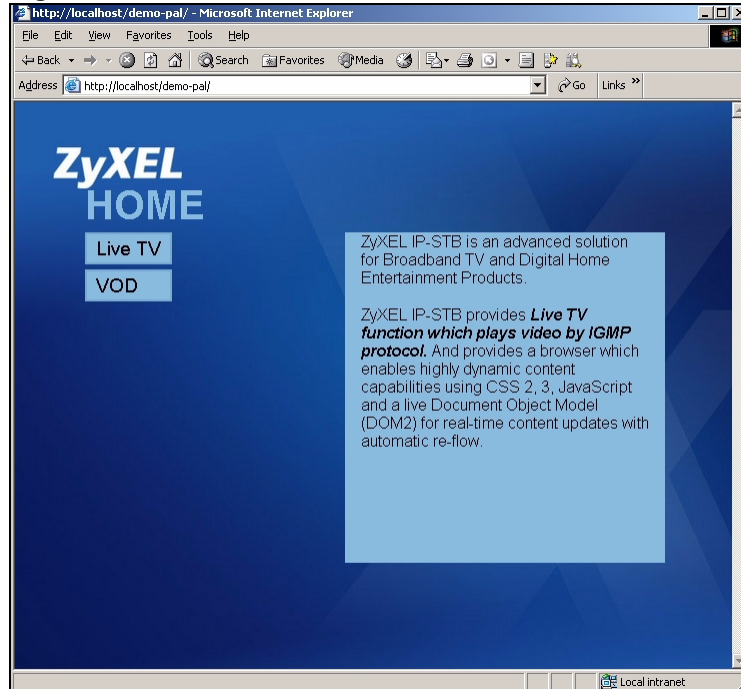 http://localhost/demo-pal/ - Microsoft Internet Explorer
File Edit View Favorites Tools Help
Back Search Favorites Media
Address http://localhost/demo-pal/ Go Links »
ZyXEL
HOME
Live TV
VOD
ZyXEL IP-STB is an advanced solution
for Broadband TV and Digital Home
Entertainment Products.
ZyXEL IP-STB provides Live TV
function which plays video by IGMP
protocol. And provides a browser which
enables highly dynamic content
capabilities using CSS 2, 3, JavaScript
and a live Document Object Model
(DOM2) for real-time content updates with
automatic re-flow.
Local intranet